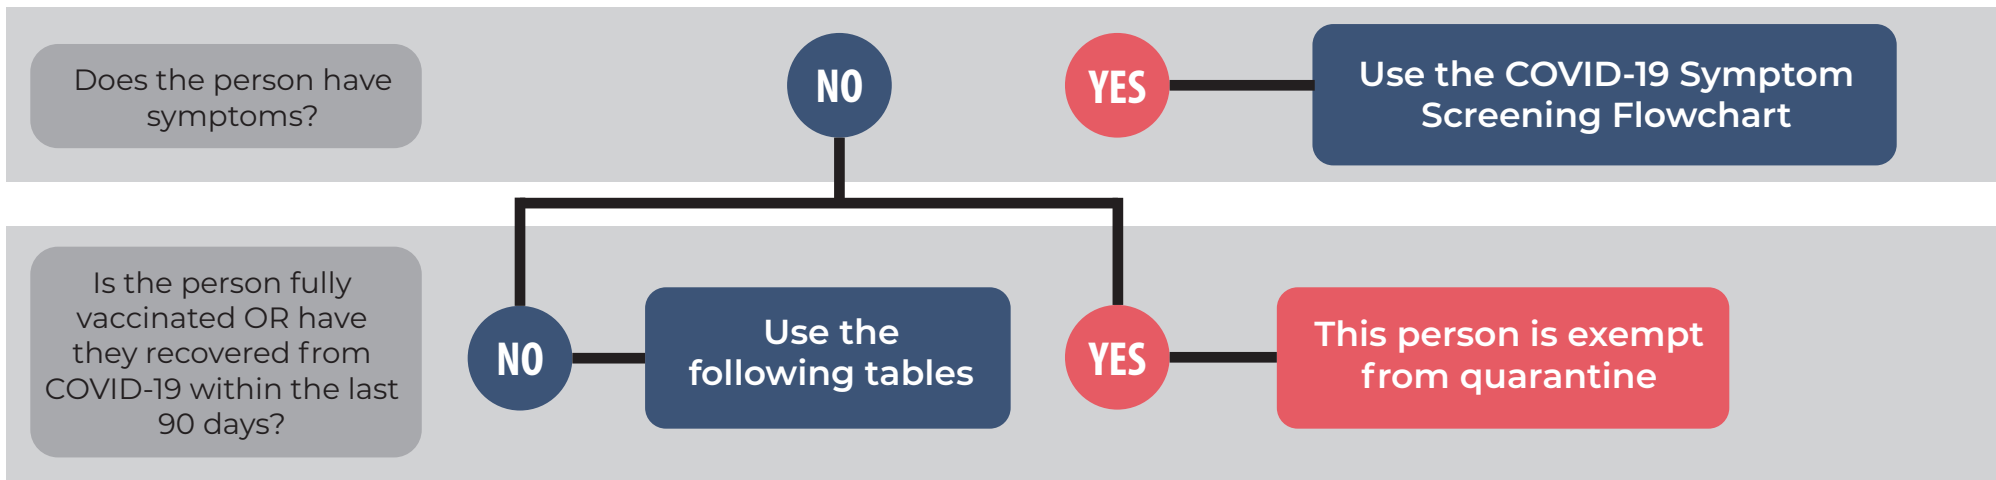 Does the person have
symptoms?
NO
YES
Use the COVID-19 Symptom
Screening Flowchart
Is the person fully
vaccinated OR have
they recovered from
COVID-19 within the last
90 days?
NO
Use the
following tables
YES
This person is exempt
from quarantine